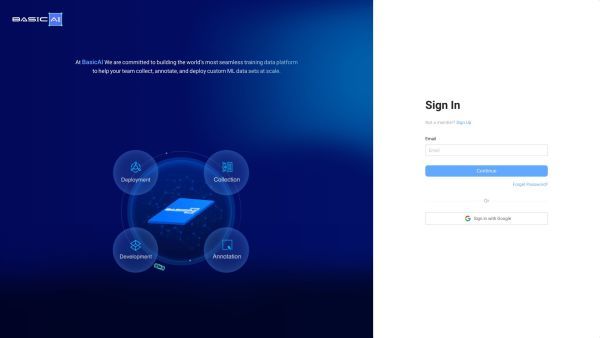 BASIC AI
At BasicAI We are committed to building the world's most seamless training data platform
to help your team collect, annotate, and deploy custom ML data sets at scale.
Deployment
Collection
Development
Annotation
Sign In
Not a member? Sign Up
Email
Email
Continue
Forget Password?
Or
Sign in with Google